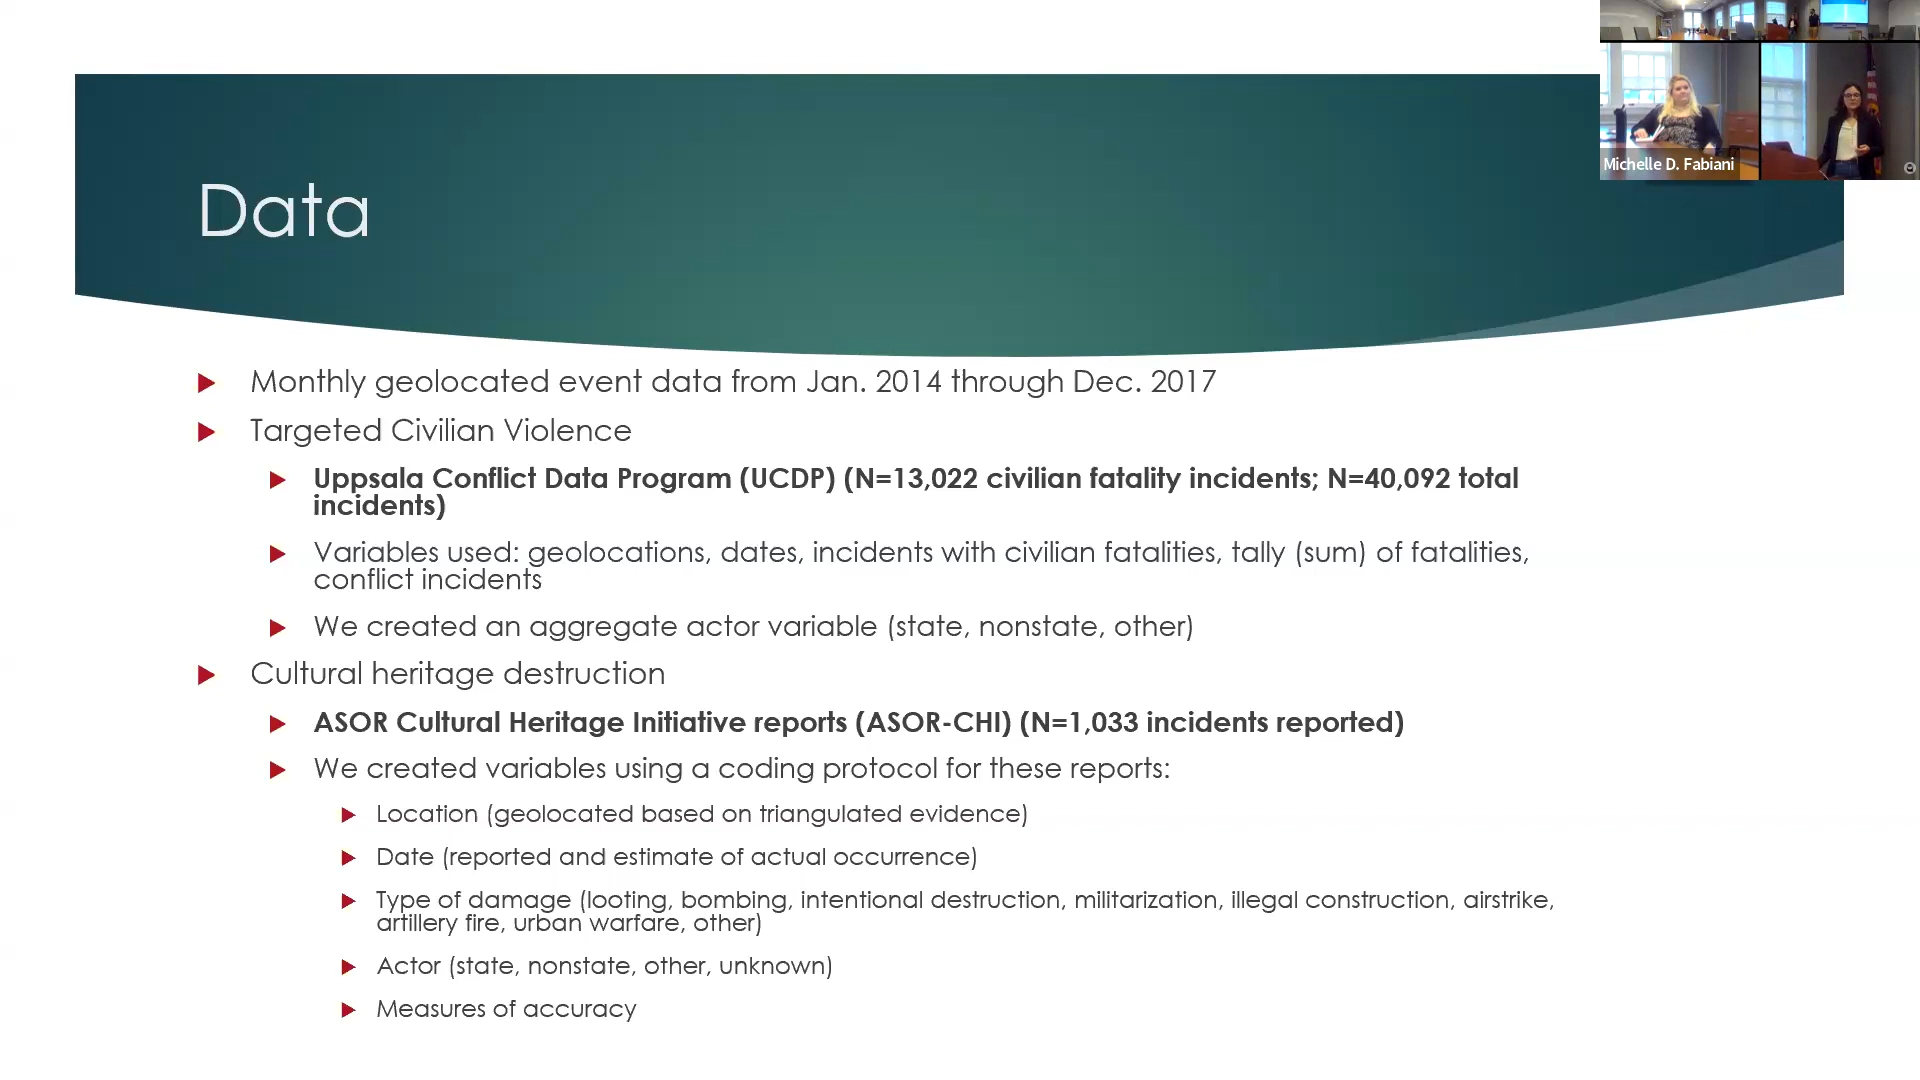 Michelle D. Fabiani
Data
Monthly geolocated event data from Jan. 2014 through Dec. 2017
Targeted Civilian Violence
Uppsala Conflict Data Program (UCDP) (N=13,022 civilian fatality incidents; N=40,092 total
incidents)
Variables used: geolocations, dates, incidents with civilian fatalities, tally (sum) of fatalities,
conflict incidents
We created an aggregate actor variable (state, nonstate, other)
Cultural heritage destruction
ASOR Cultural Heritage Initiative reports (ASOR-CHI) (N=1,033 incidents reported)
We created variables using a coding protocol for these reports:
Location (geolocated based on triangulated evidence)
Date (reported and estimate of actual occurrence)
Type of damage (looting, bombing, intentional destruction, militarization, illegal construction, airstrike,
artillery fire, urban warfare, other)
Actor (state, nonstate, other, unknown)
Measures of accuracy